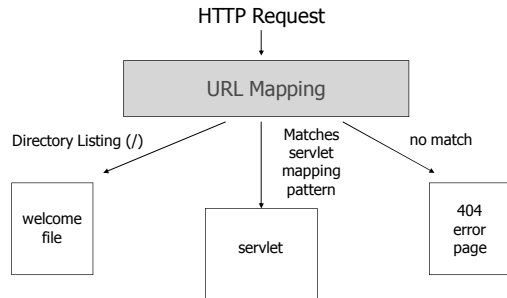 HTTP Request
URL Mapping
Directory Listing (/)
Matches
servlet
mapping
pattern
no match
welcome
file
servlet
404
error
page